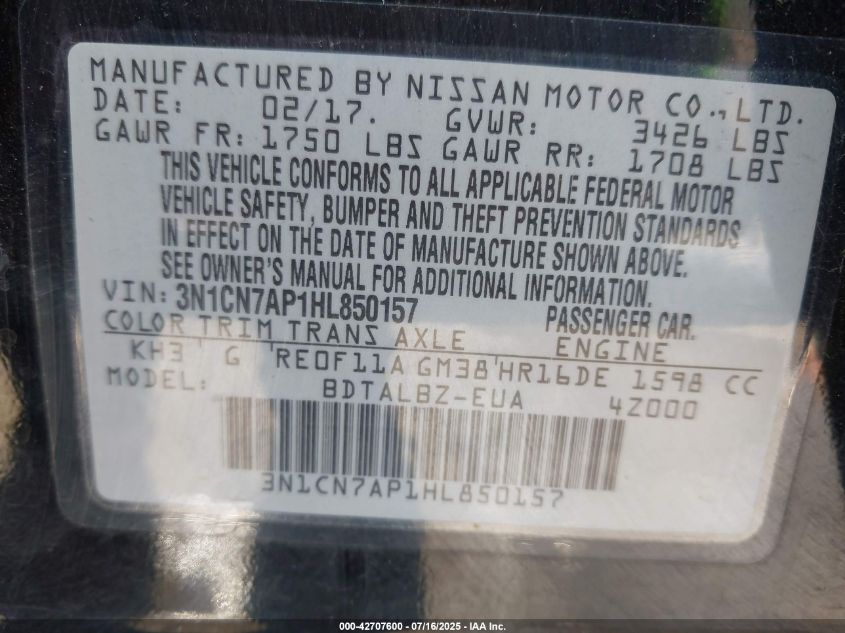 MANUFACTURED BY NISSAN MOTOR CO., LTD.
DATE: 02/17. GVWR: 3426 LBS
GAWR FR: 1750 LBS GAWR RR: 1708 LBS
THIS VEHICLE CONFORMS TO ALL APPLICABLE FEDERAL MOTOR
VEHICLE SAFETY, BUMPER AND THEFT PREVENTION STANDARDS
IN EFFECT ON THE DATE OF MANUFACTURE SHOWN ABOVE.
SEE OWNER'S MANUAL FOR ADDITIONAL INFORMATION.
VIN: 3N1CN7AP1HL850157 PASSENGER CAR.
COLOR TRIM TRANS AXLE ENGINE
KH3 G RE0F11A GM38 HR16DE 1598 CC
MODEL: BDTALBZ-EUA 4Z000
3N1CN7AP1HL850157
000-42707600 / 07/16/2025 - IAA Inc.